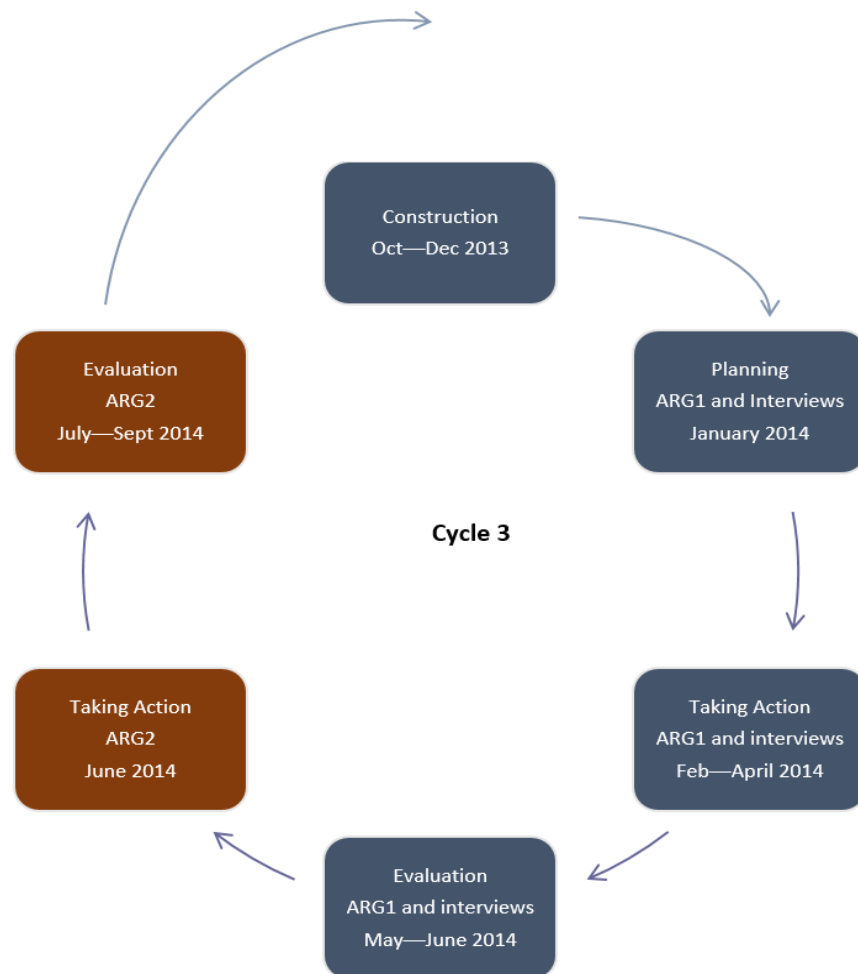 Construction
Oct—Dec 2013
Planning
ARG1 and Interviews
January 2014
Taking Action
ARG1 and interviews
Feb—April 2014
Evaluation
ARG1 and interviews
May—June 2014
Taking Action
ARG2
June 2014
Evaluation
ARG2
July—Sept 2014
Cycle 3